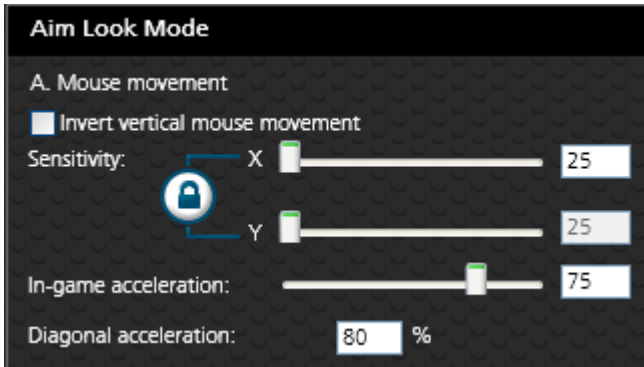 Aim Look Mode
A. Mouse movement
Invert vertical mouse movement
Sensitivity: X 25
Y 25
In-game acceleration: 75
Diagonal acceleration: 80 %